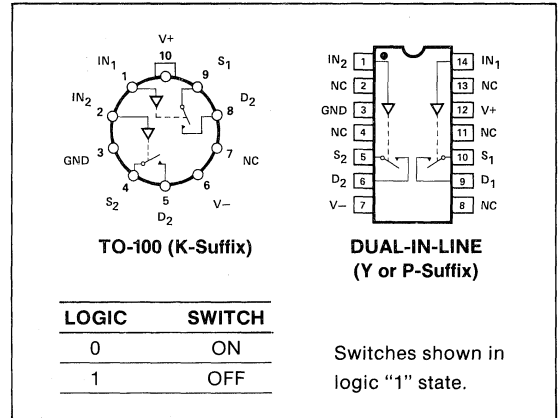 V+
10
IN1 S1
1 9
IN2 D2
2 8
GND 3 7 NC
4 6
S2 5 V−
D2
TO-100 (K-Suffix)
IN2 1 14 IN1
NC 2 13 NC
GND 3 12 V+
NC 4 11 NC
S2 5 10 S1
D2 6 9 D1
V− 7 8 NC
DUAL-IN-LINE
(Y or P-Suffix)
LOGIC SWITCH
0 ON
1 OFF
Switches shown in
logic “1” state.